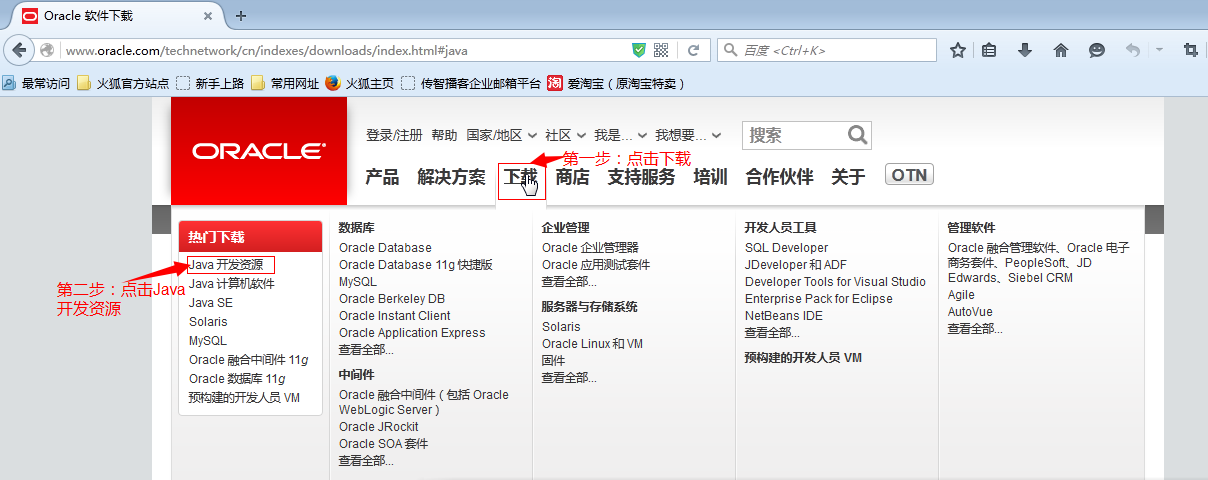 Oracle 软件下载
www.oracle.com/technetwork/cn/indexes/downloads/index.html#java
百度 <Ctrl+K>
最常访问 火狐官方站点 新手上路 常用网址 火狐主页 传智播客企业邮箱平台 淘 爱淘宝（原淘宝特卖）
ORACLE
登录/注册 帮助 国家/地区 社区 我是... 我想要...
搜索
第一步：点击下载
产品 解决方案 下载 商店 支持服务 培训 合作伙伴 关于 OTN
热门下载
Java 开发资源
Java 计算机软件
Java SE
Solaris
MySQL
Oracle 融合中间件 11g
Oracle 数据库 11g
预构建的开发人员 VM
第二步：点击Java
开发资源
数据库
Oracle Database
Oracle Database 11g 快捷版
MySQL
Oracle Berkeley DB
Oracle Instant Client
Oracle Application Express
查看全部...
中间件
Oracle 融合中间件（包括 Oracle
WebLogic Server）
Oracle JRockit
Oracle SOA 套件
查看全部...
企业管理
Oracle 企业管理器
Oracle 应用测试套件
查看全部...
服务器与存储系统
Solaris
Oracle Linux 和 VM
固件
查看全部...
开发人员工具
SQL Developer
JDeveloper 和 ADF
Developer Tools for Visual Studio
Enterprise Pack for Eclipse
NetBeans IDE
查看全部...
预构建的开发人员 VM
管理软件
Oracle 融合管理软件、Oracle 电子
商务套件、PeopleSoft、JD
Edwards、Siebel CRM
Agile
AutoVue
查看全部...